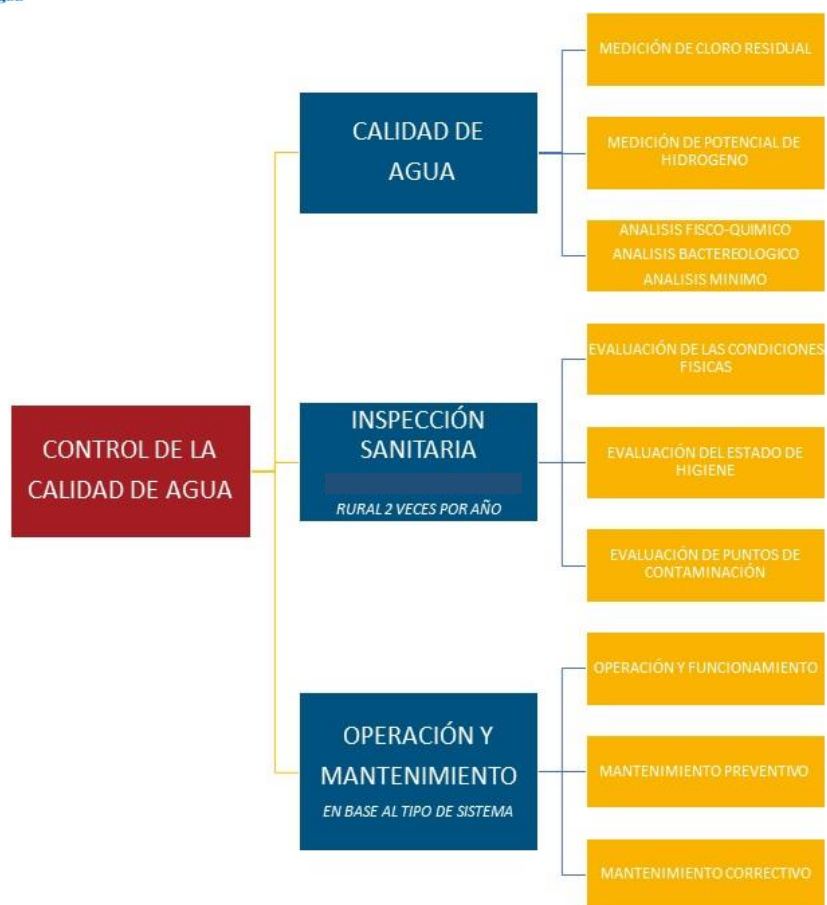 CONTROL DE LA
CALIDAD DE AGUA
CALIDAD DE
AGUA
MEDICIÓN DE CLORO RESIDUAL
MEDICIÓN DE POTENCIAL DE
HIDROGENO
ANALISIS FISCO-QUIMICO
ANALISIS BACTEREOLOGICO
ANALISIS MINIMO
INSPECCIÓN
SANITARIA
RURAL 2 VECES POR AÑO
EVALUACIÓN DE LAS CONDICIONES
FISICAS
EVALUACIÓN DEL ESTADO DE
HIGIENE
EVALUACIÓN DE PUNTOS DE
CONTAMINACIÓN
OPERACIÓN Y
MANTENIMIENTO
EN BASE AL TIPO DE SISTEMA
OPERACIÓN Y FUNCIONAMIENTO
MANTENIMIENTO PREVENTIVO
MANTENIMIENTO CORRECTIVO